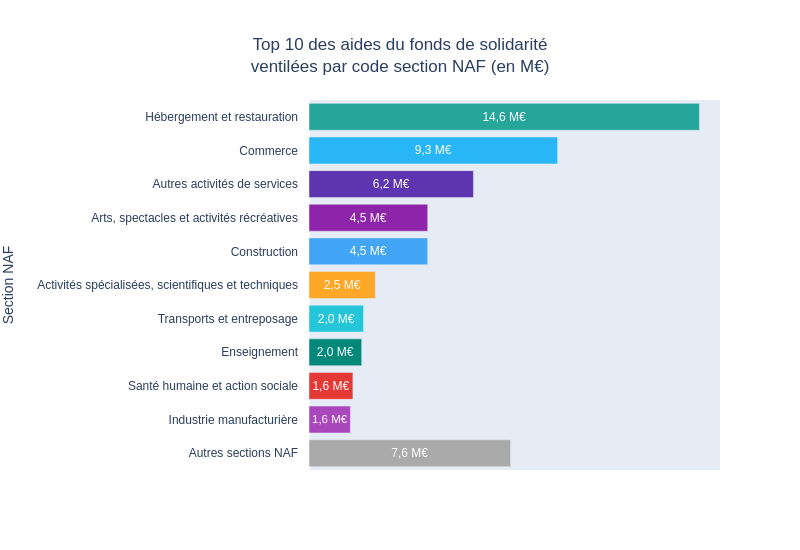 Top 10 des aides du fonds de solidarité
ventilées par code section NAF (en M€)
Section NAF
Hébergement et restauration 14,6 M€
Commerce 9,3 M€
Autres activités de services 6,2 M€
Arts, spectacles et activités récréatives 4,5 M€
Construction 4,5 M€
Activités spécialisées, scientifiques et techniques 2,5 M€
Transports et entreposage 2,0 M€
Enseignement 2,0 M€
Santé humaine et action sociale 1,6 M€
Industrie manufacturière 1,6 M€
Autres sections NAF 7,6 M€